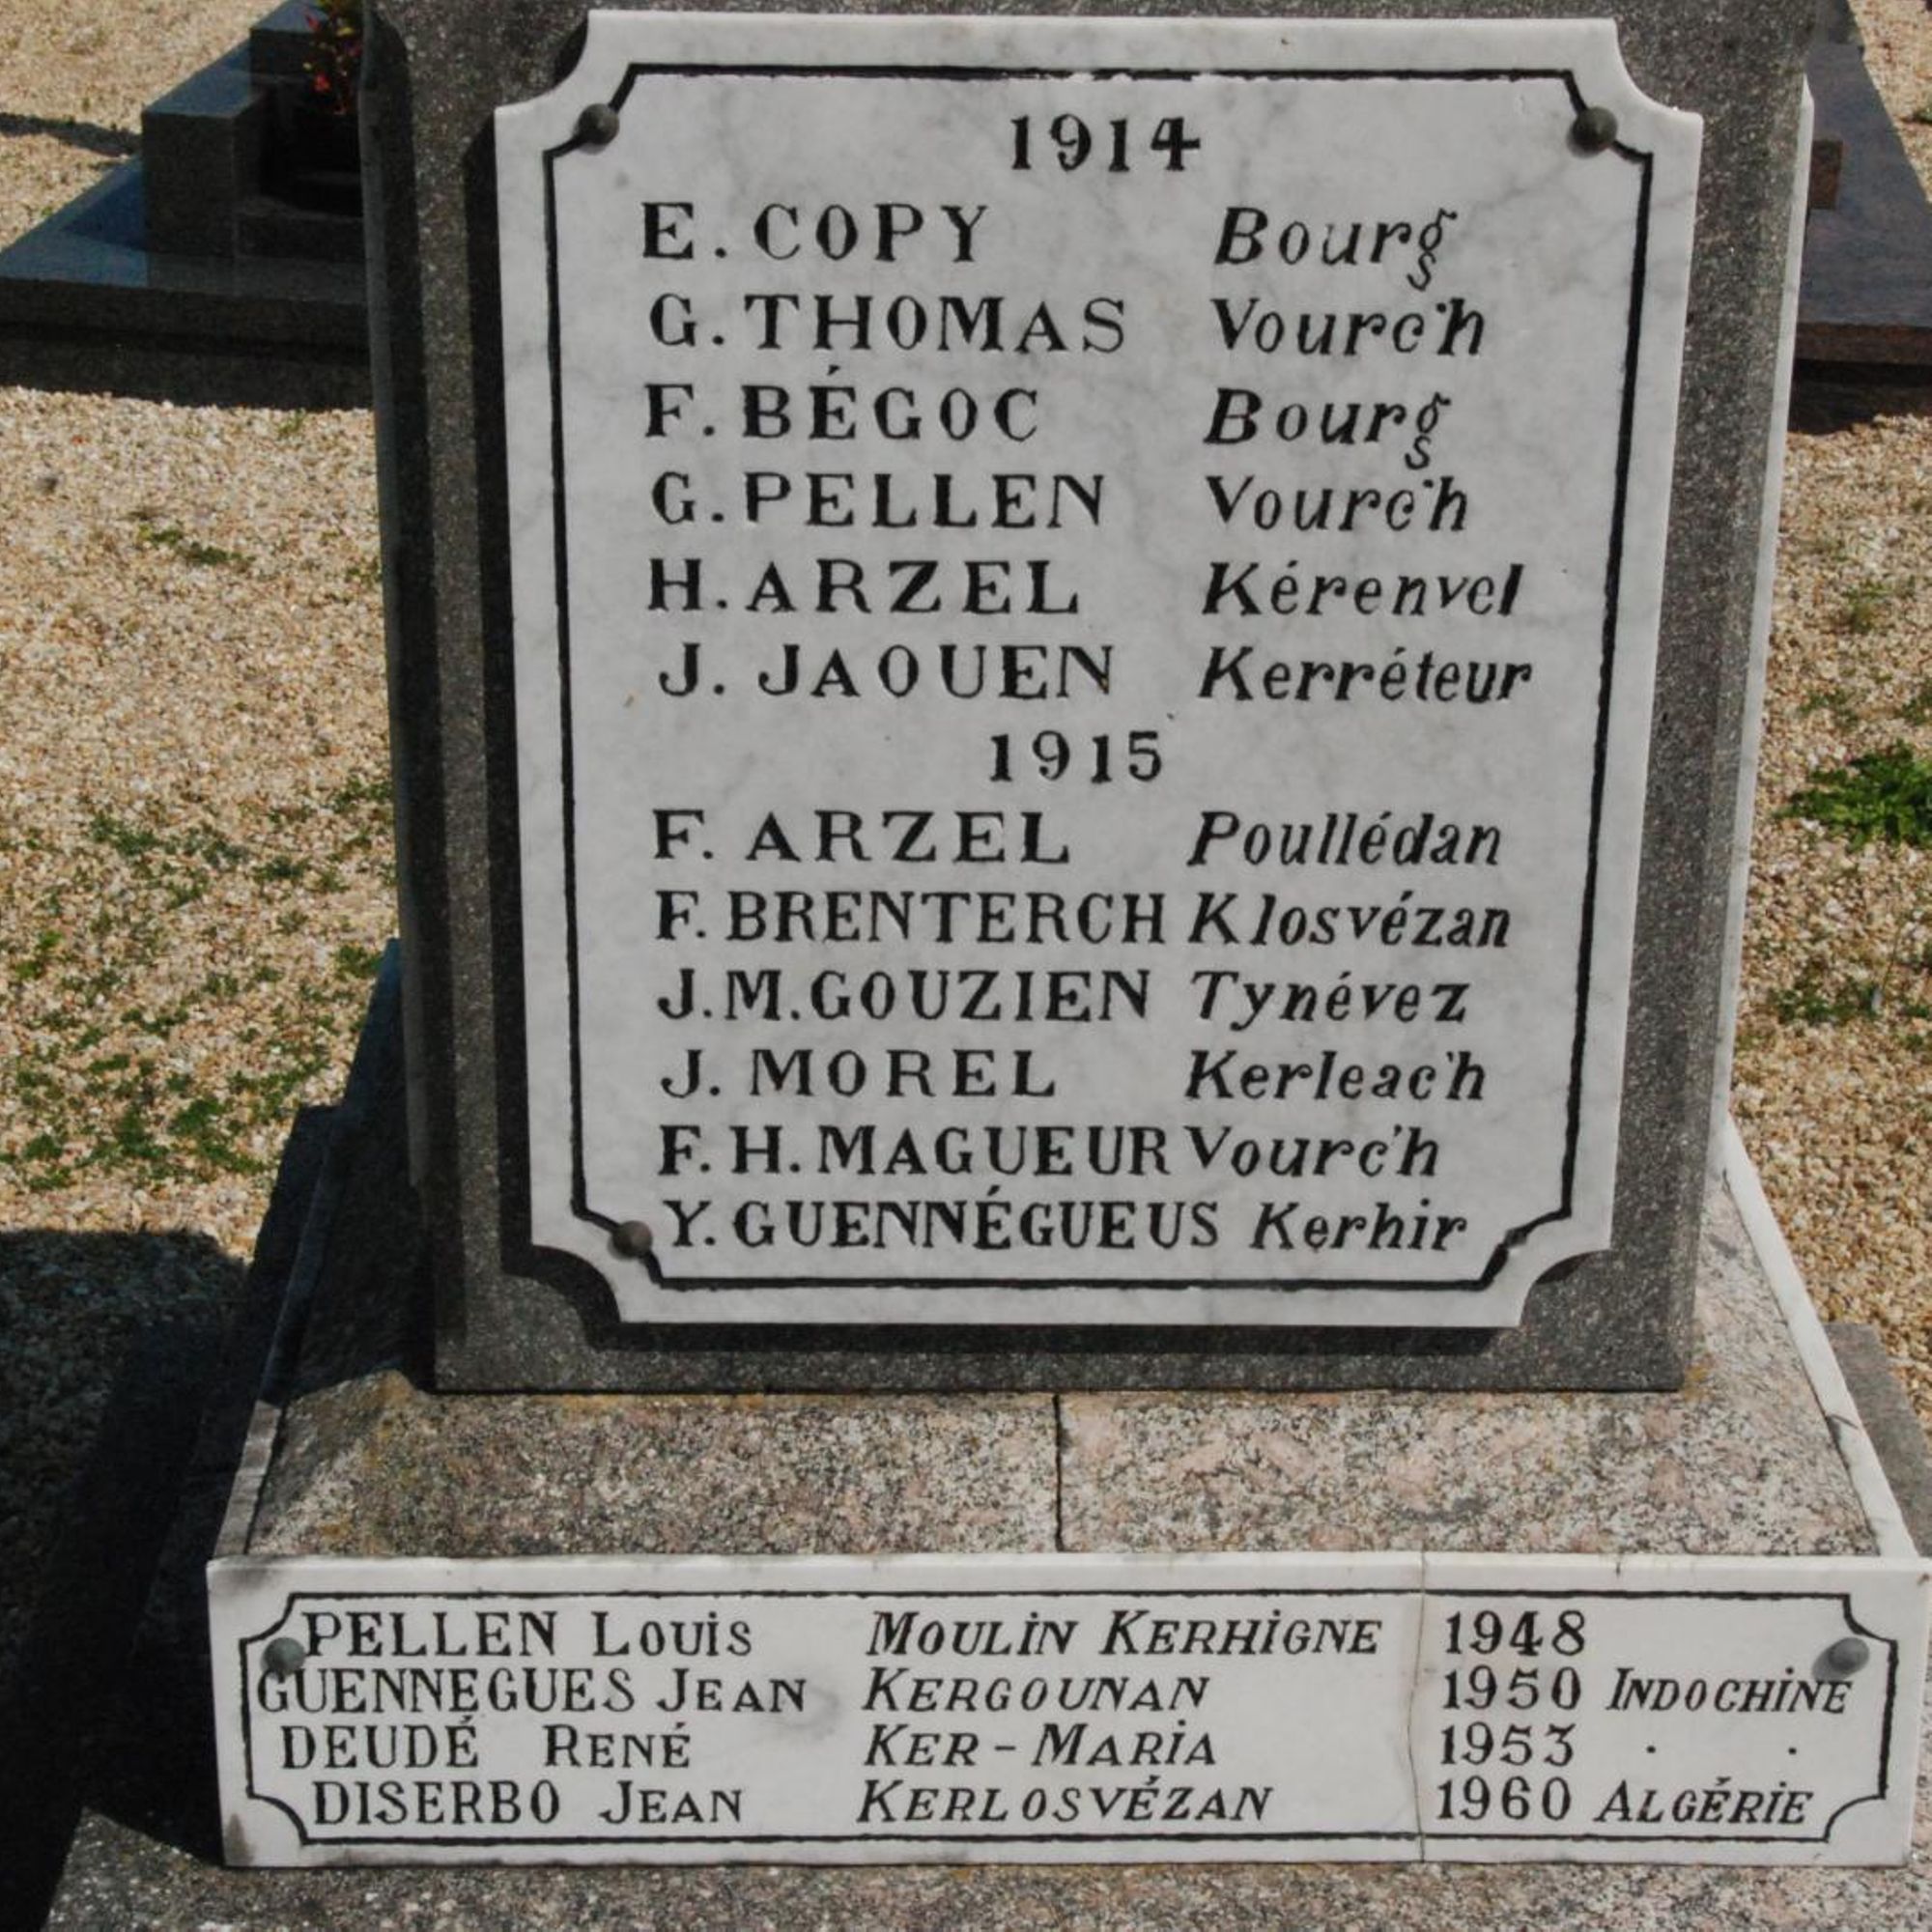 1914
E. COPY Bourg
G. THOMAS Vourc'h
F. BÉGOC Bourg
G. PELLEN Vourc'h
H. ARZEL Kérenvel
J. JAOUEN Kerréteur
1915
F. ARZEL Poullédan
F. BRENTERCH Klosvézan
J.M. GOUZIEN Tynévez
J. MOREL Kerleac'h
F. H. MAGUEUR Vourc'h
Y. GUENNÉGUEUS Kerhir
PELLEN Louis MOULIN KERHIGNE 1948
GUENNEGUES JEAN KERGOUNAN 1950 INDOCHINE
DEUDÉ RENÉ KER-MARIA 1953 . .
DISERBO JEAN KERLOSVÉZAN 1960 ALGÉRIE